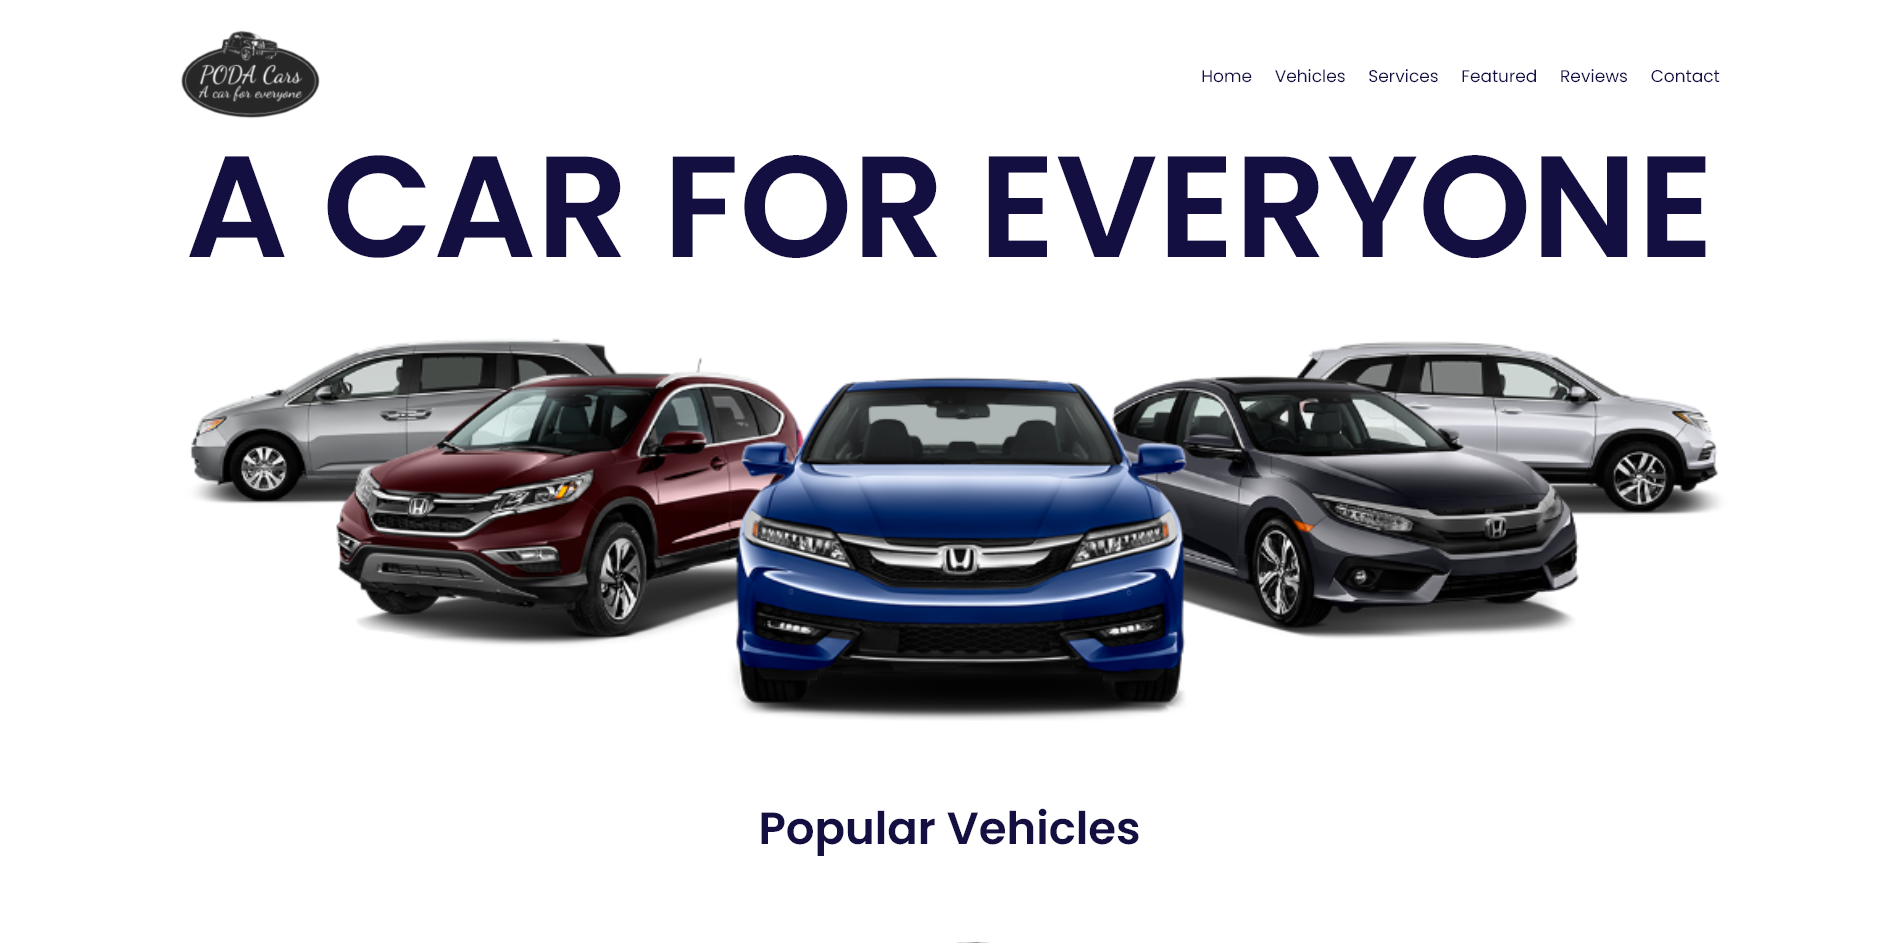 PODA Cars
A car for everyone
Home Vehicles Services Featured Reviews Contact
A CAR FOR EVERYONE
Popular Vehicles